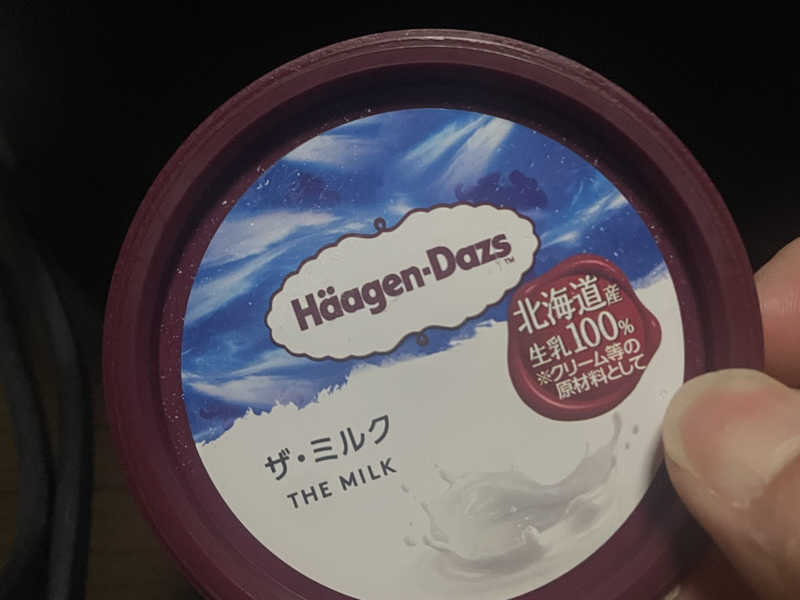 Häagen-Dazs™
北海道産
生乳100%
※クリーム等の
原材料として
ザ・ミルク
THE MILK